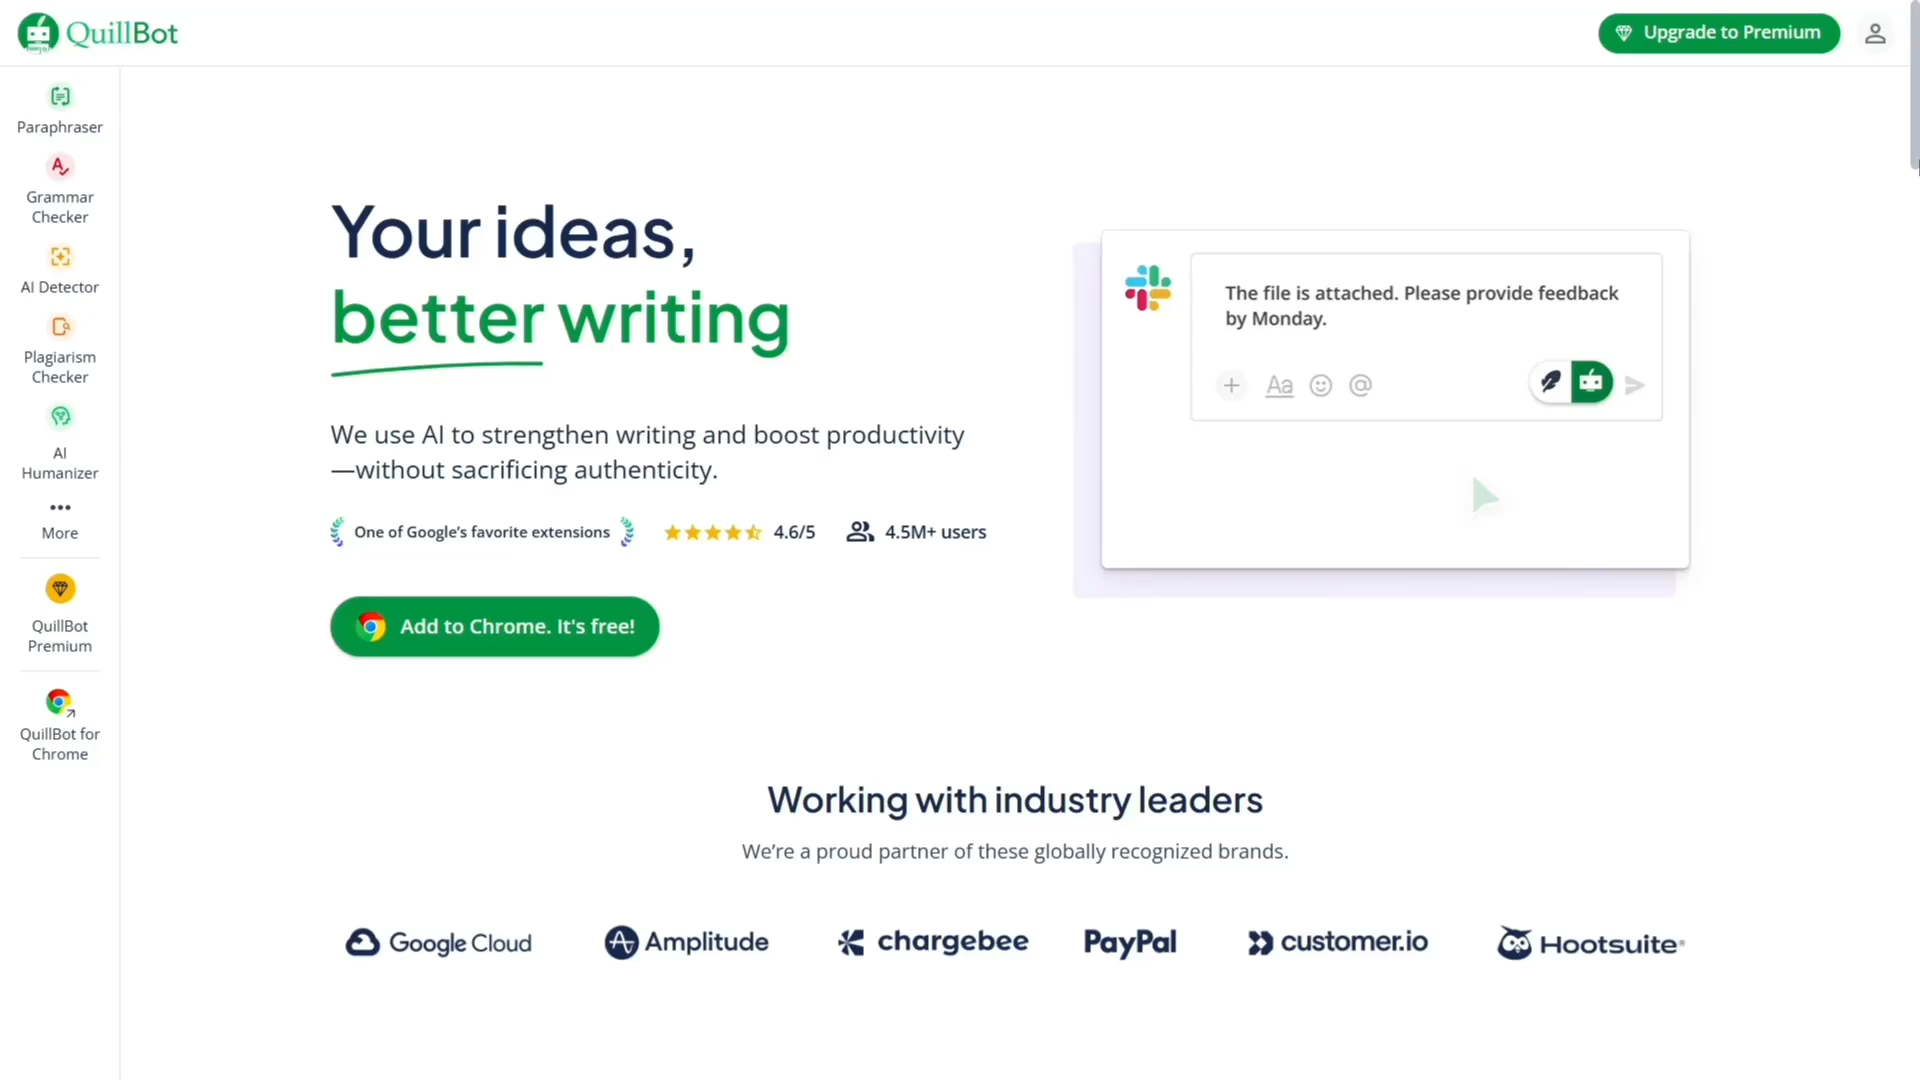 QuillBot
Upgrade to Premium
Paraphraser
Grammar
Checker
AI Detector
Plagiarism
Checker
AI
Humanizer
More
QuillBot
Premium
QuillBot for
Chrome
Your ideas,
better writing
We use AI to strengthen writing and boost productivity
—without sacrificing authenticity.
One of Google's favorite extensions
4.6/5
4.5M+ users
Add to Chrome. It's free!
The file is attached. Please provide feedback
by Monday.
Aa
Working with industry leaders
We're a proud partner of these globally recognized brands.
Google Cloud
Amplitude
chargebee
PayPal
customer.io
Hootsuite